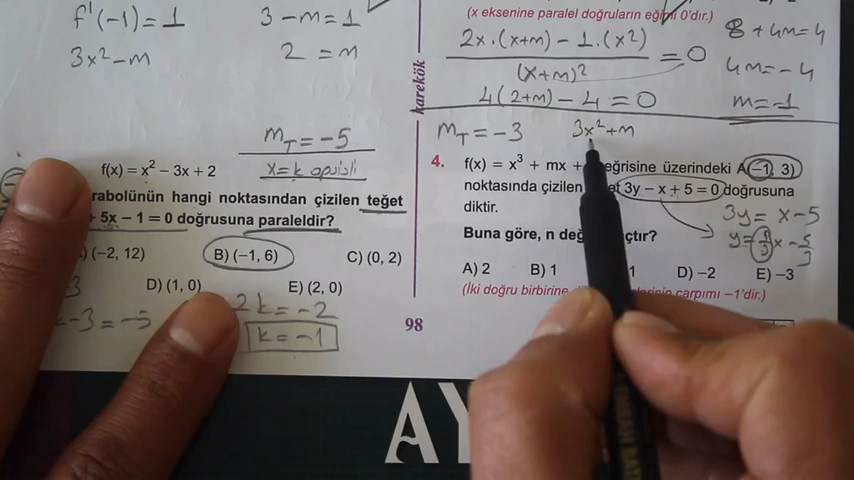 f'(-1) = 1
3x² - m
3 - m = 1
2 = m
m_T = -5
x = k apsisli
f(x) = x² - 3x + 2
rabolünün hangi noktasından çizilen teğet
+ 5x - 1 = 0 doğrusuna paraleldir?
(-2, 12)
B) (-1, 6)
C) (0, 2)
D) (1, 0)
E) (2, 0)
-3 = -5
2k = -2
k = -1
karekök
98
(x eksenine paralel doğruların eğimi 0'dır.)
2x.(x+m) - 1.(x²)
(x+m)²
= 0
4(2+m) - 4 = 0
8 + 4m = 4
4m = -4
m = -1
m_T = -3
3x² + m
4. f(x) = x³ + mx + eğrisine üzerindeki A(-1, 3)
noktasında çizilen et 3y - x + 5 = 0 doğrusuna
diktir.
3y = x - 5
y = 1/3 x - 5/3
Buna göre, n değ çtır?
A) 2
B) 1
1
D) -2
E) -3
(İki doğru birbirine çarpımı -1'dir.)
AY